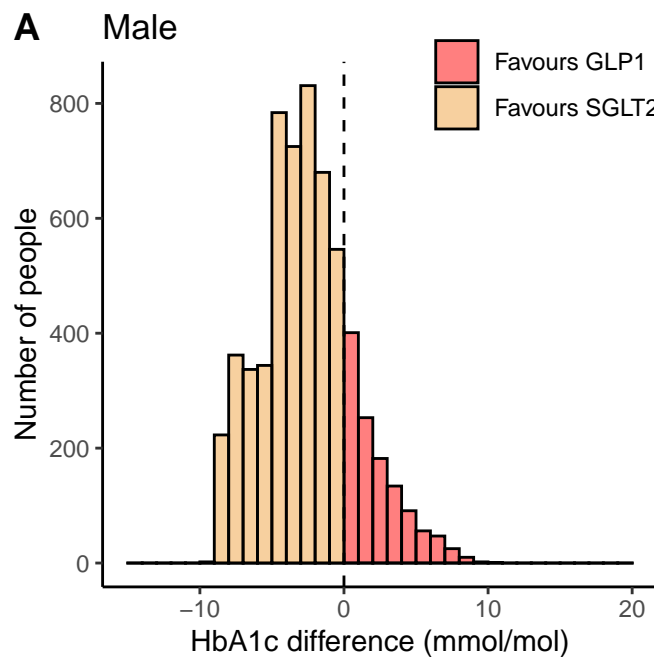 A Male
Favours GLP1
Favours SGLT2
Number of people
800
600
400
200
0
−10 0 10 20
HbA1c difference (mmol/mol)